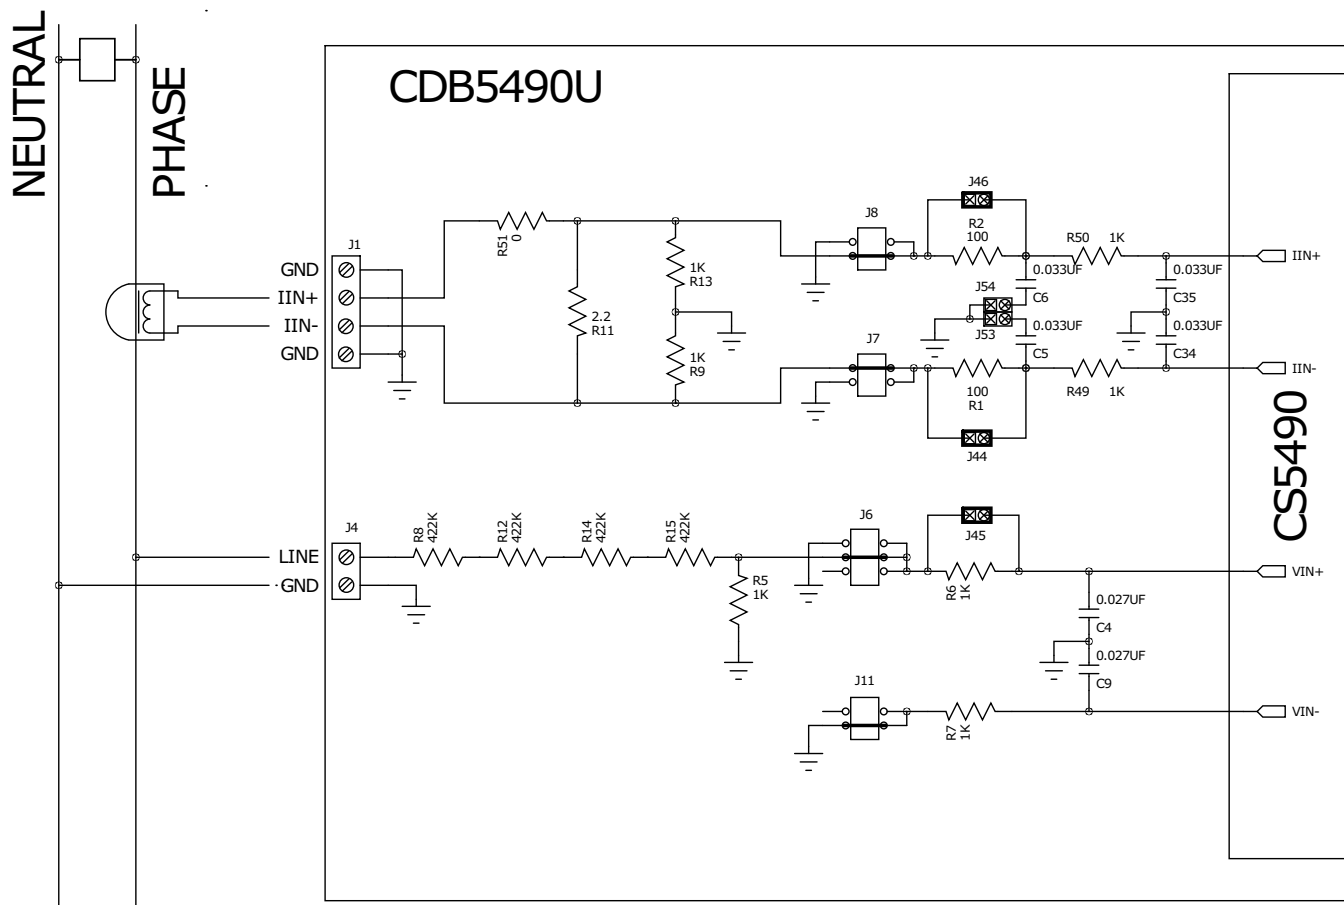 NEUTRAL
PHASE
CDB5490U
J1
GND
IIN+
IIN-
GND
R51
0
2.2
R11
1K
R13
1K
R9
J8
J7
J46
R2
100
0.033UF
C6
J54
J53
0.033UF
C5
100
R1
J44
R50 1K
R49 1K
0.033UF
C35
0.033UF
C34
IIN+
IIN-
CS5490
J4
LINE
GND
R8
422K
R12
422K
R14
422K
R15
422K
R5
1K
J6
J45
R6
1K
0.027UF
C4
0.027UF
C9
J11
R7
1K
VIN+
VIN-